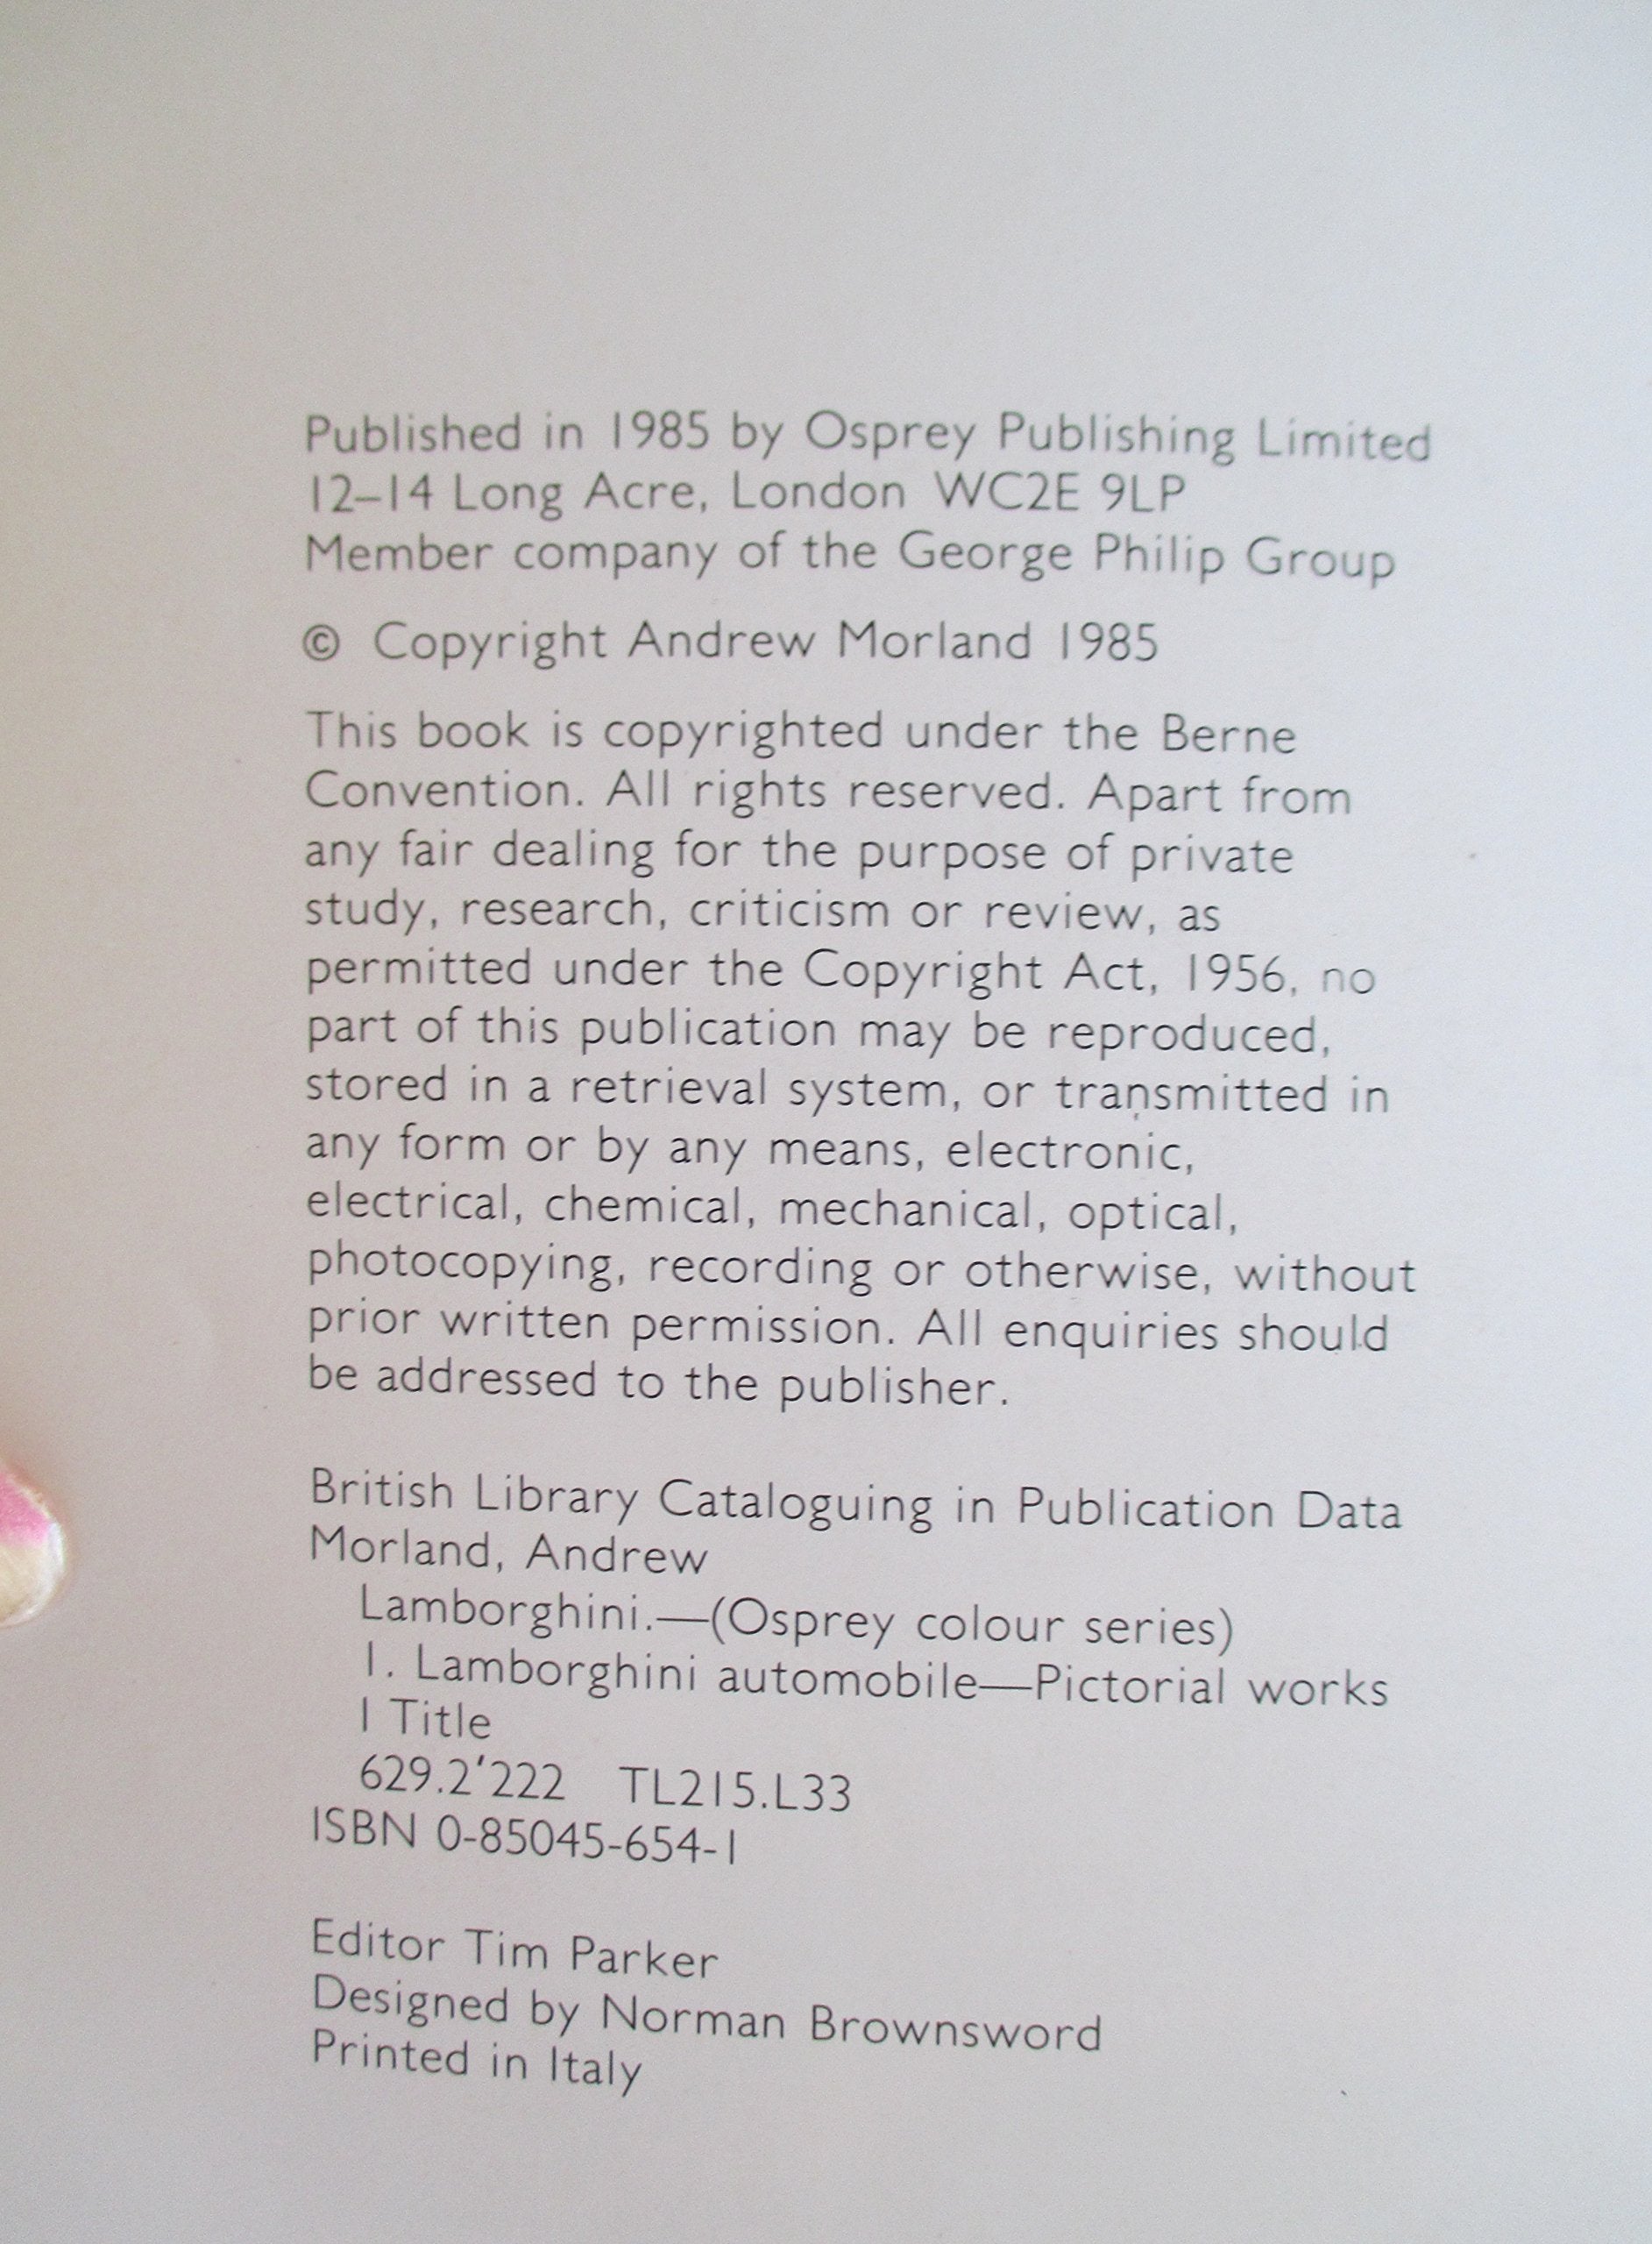 Published in 1985 by Osprey Publishing Limited
12–14 Long Acre, London WC2E 9LP
Member company of the George Philip Group
© Copyright Andrew Morland 1985
This book is copyrighted under the Berne
Convention. All rights reserved. Apart from
any fair dealing for the purpose of private
study, research, criticism or review, as
permitted under the Copyright Act, 1956, no
part of this publication may be reproduced,
stored in a retrieval system, or transmitted in
any form or by any means, electronic,
electrical, chemical, mechanical, optical,
photocopying, recording or otherwise, without
prior written permission. All enquiries should
be addressed to the publisher.
British Library Cataloguing in Publication Data
Morland, Andrew
Lamborghini.—(Osprey colour series)
1. Lamborghini automobile—Pictorial works
I Title
629.2'222 TL215.L33
ISBN 0-85045-654-1
Editor Tim Parker
Designed by Norman Brownsword
Printed in Italy